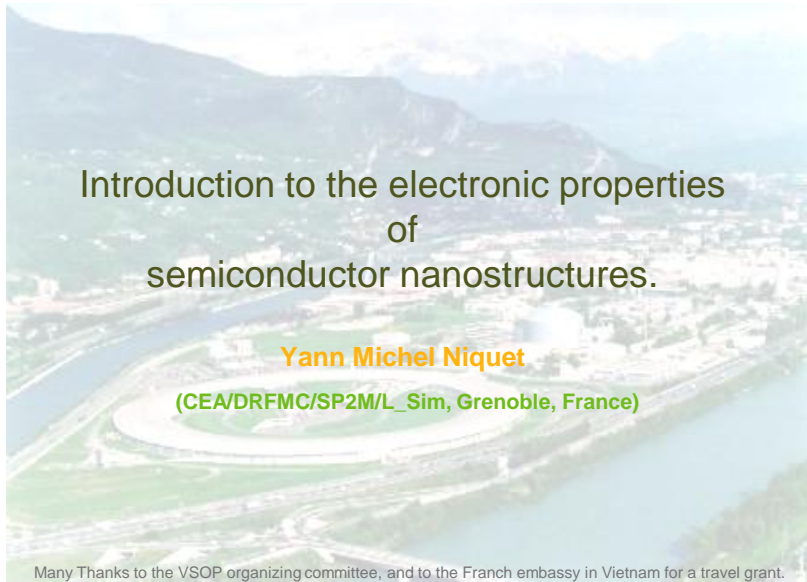 Introduction to the electronic properties
of
semiconductor nanostructures.
Yann Michel Niquet
(CEA/DRFMC/SP2M/L_Sim, Grenoble, France)
Many Thanks to the VSOP organizing committee, and to the Franch embassy in Vietnam for a travel grant.